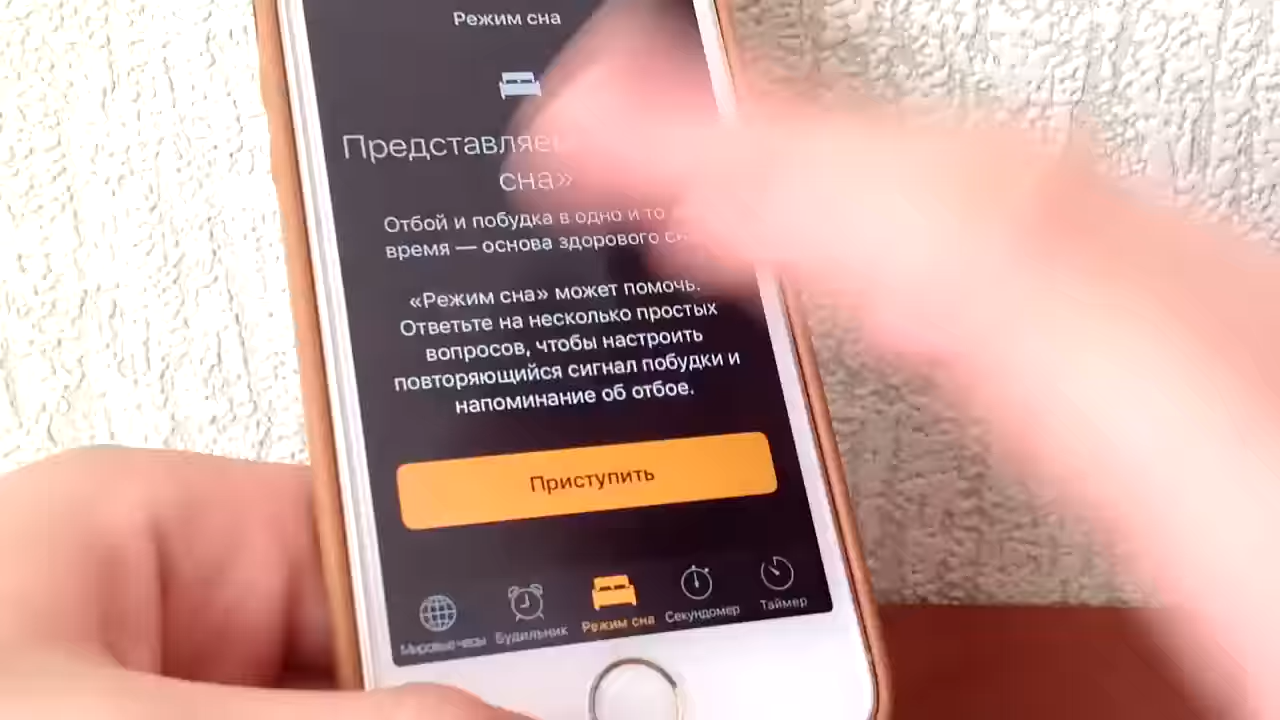 Режим сна
Представляе
сна»
Отбой и побудка в одно и то
время — основа здорового
«Режим сна» может помочь.
Ответьте на несколько простых
вопросов, чтобы настроить
повторяющийся сигнал побудки и
напоминание об отбое.
Приступить
Мировые часы Будильник Режим сна Секундомер Таймер